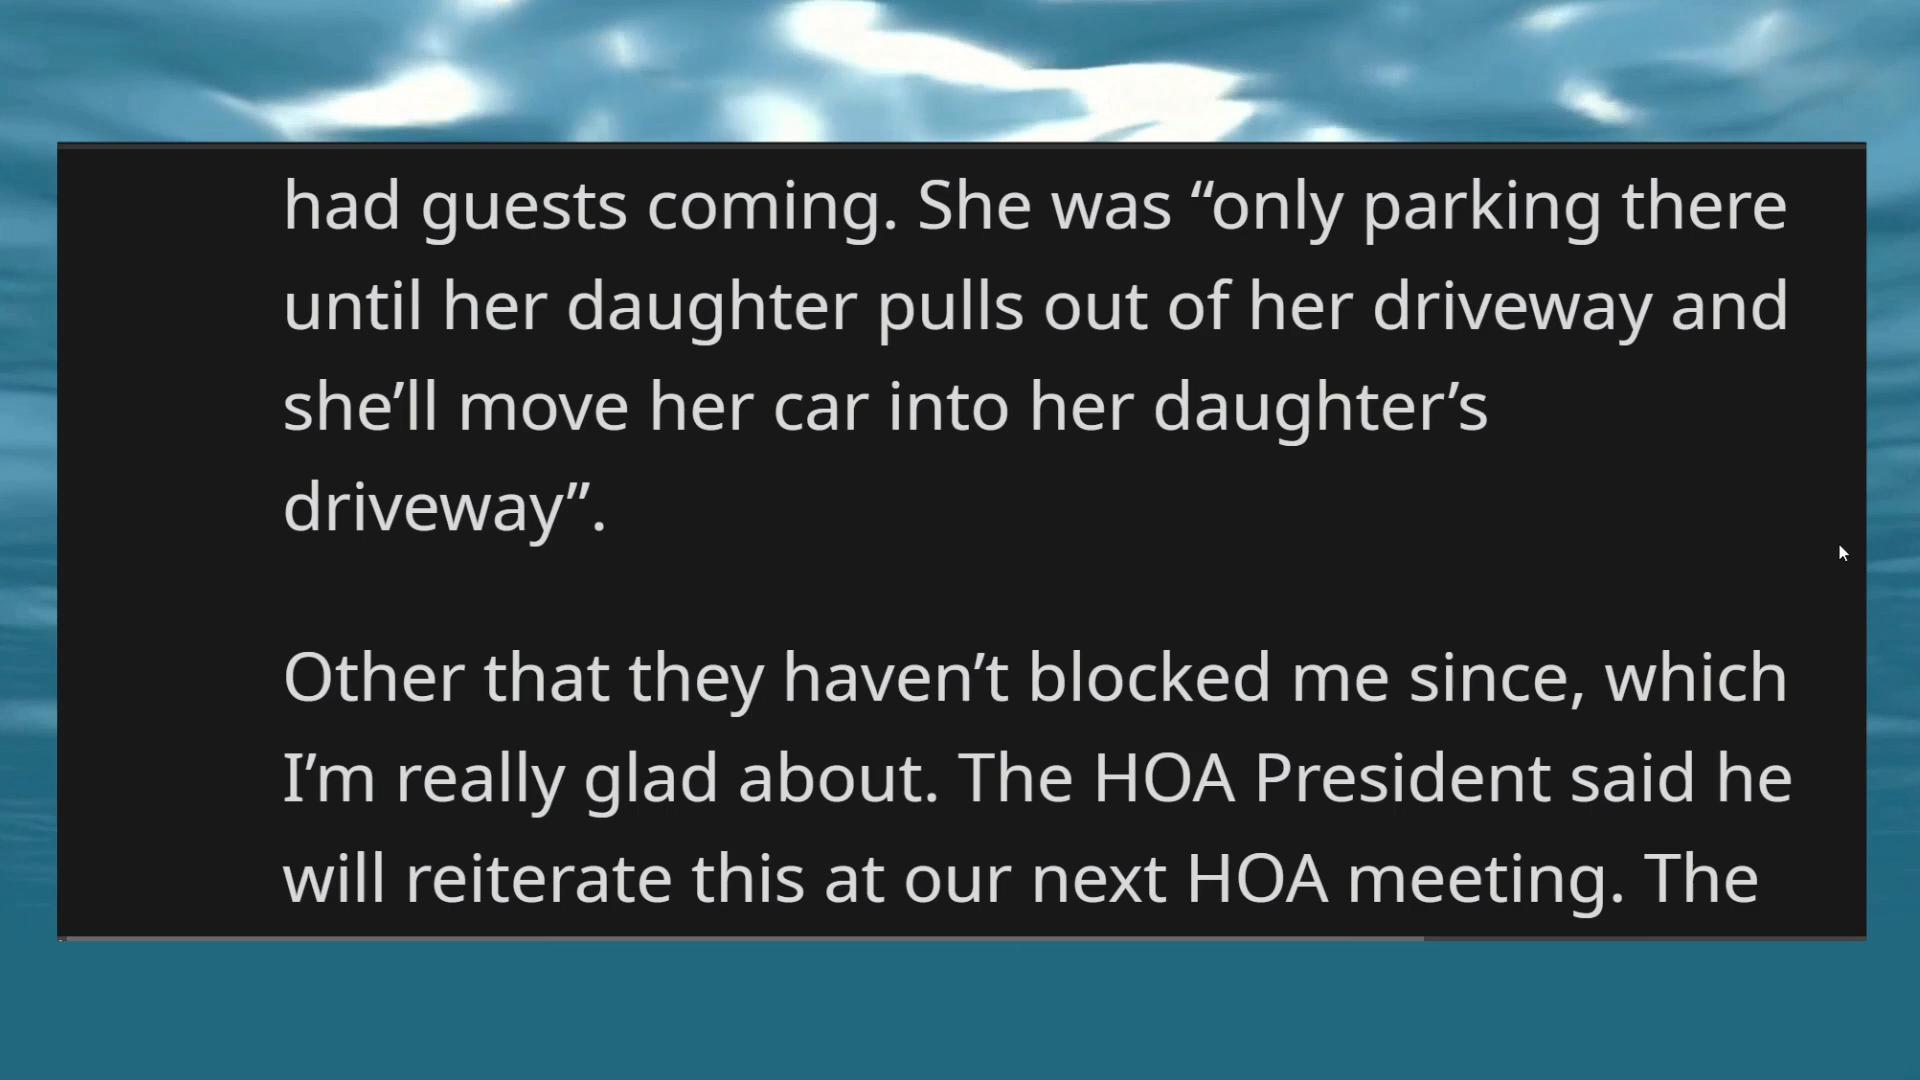 had guests coming. She was “only parking there
until her daughter pulls out of her driveway and
she’ll move her car into her daughter’s
driveway”.
Other that they haven’t blocked me since, which
I’m really glad about. The HOA President said he
will reiterate this at our next HOA meeting. The